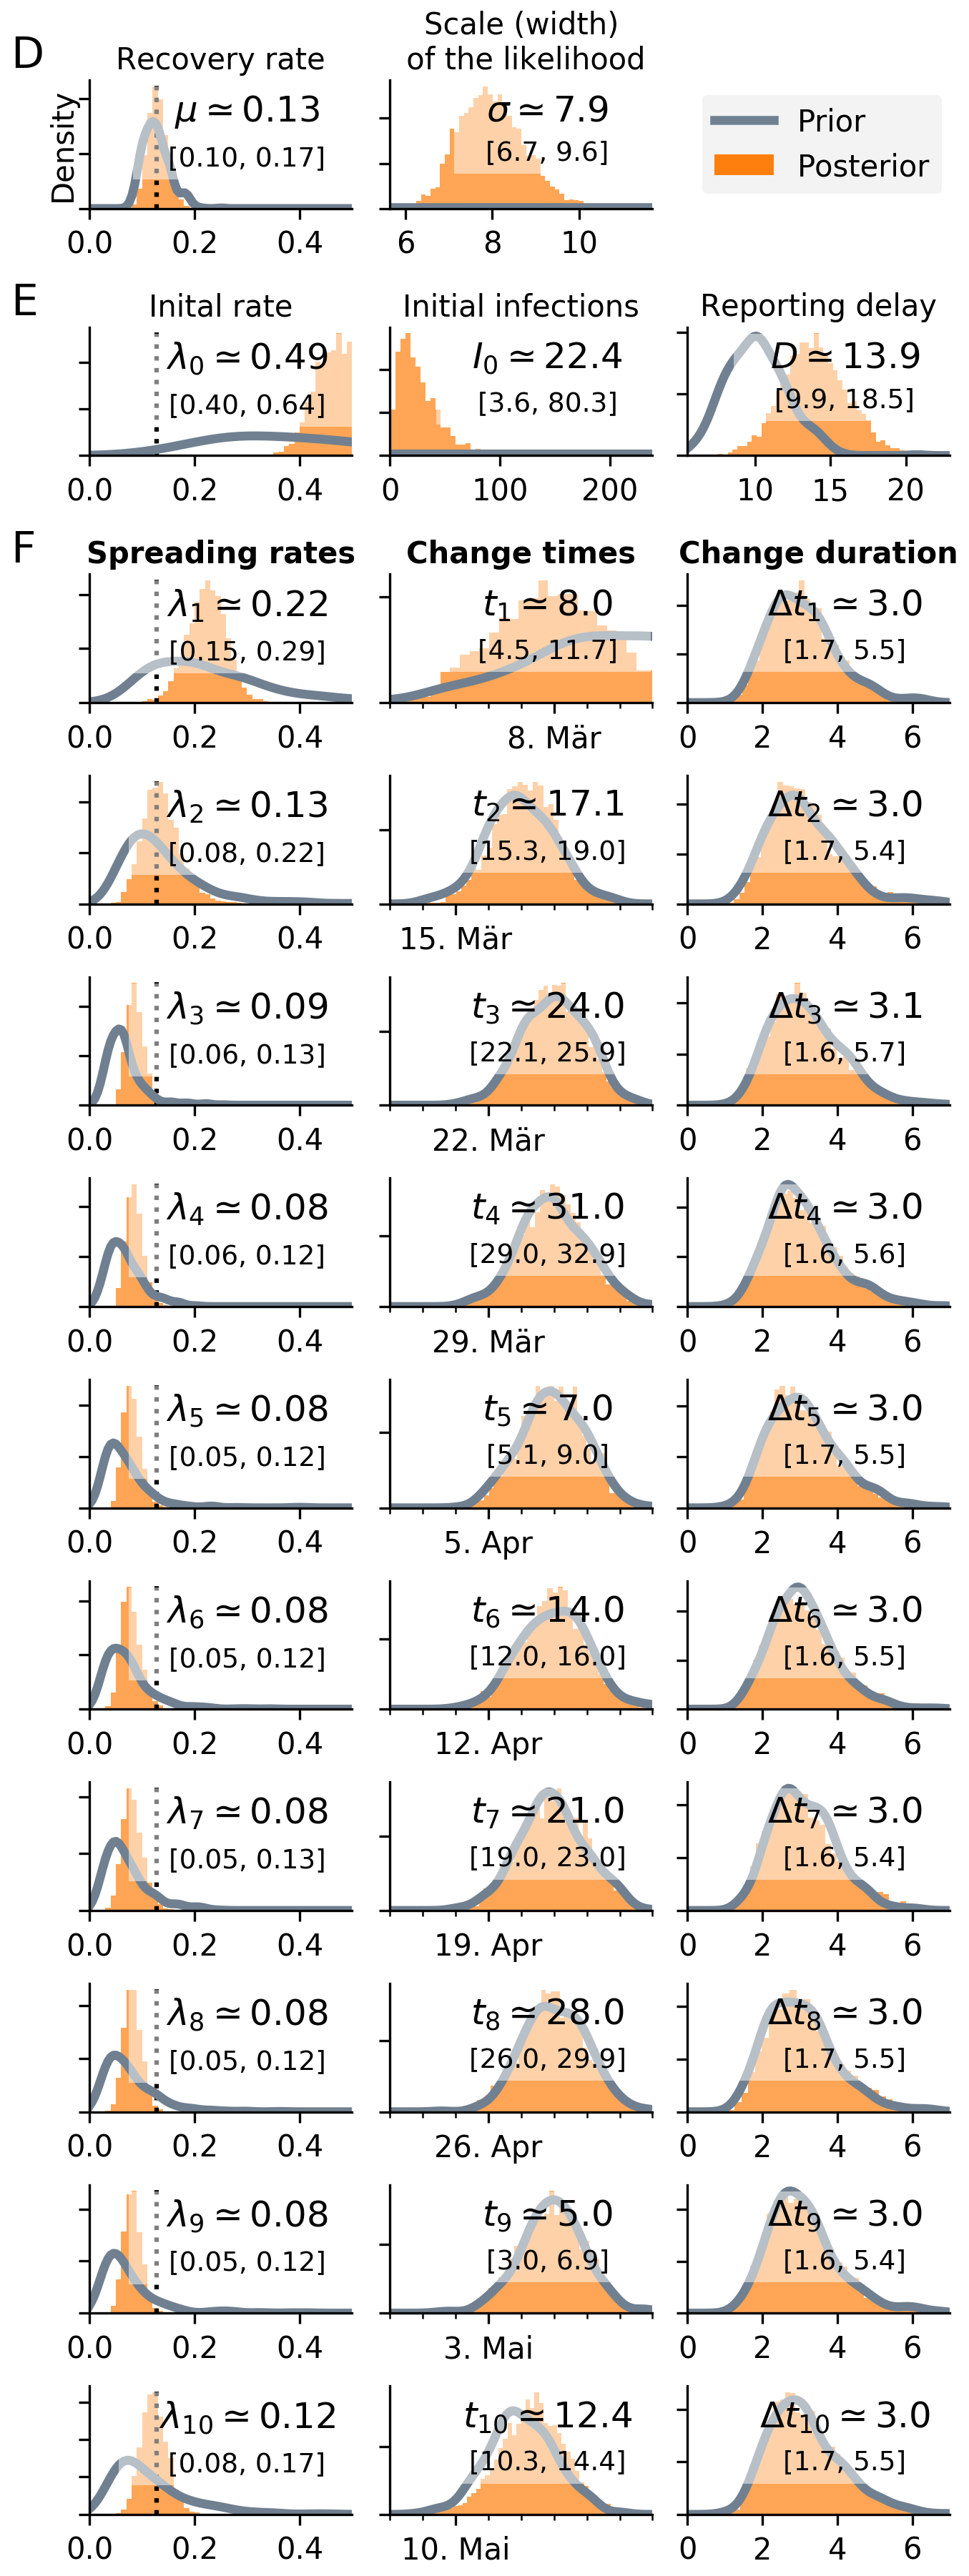 D
Recovery rate
Scale (width)
of the likelihood
Density
μ ≃ 0.13
[0.10, 0.17]
0.0 0.2 0.4
σ ≃ 7.9
[6.7, 9.6]
6 8 10
Prior
Posterior
E
Inital rate
λ0 ≃ 0.49
[0.40, 0.64]
0.0 0.2 0.4
Initial infections
I0 ≃ 22.4
[3.6, 80.3]
0 100 200
Reporting delay
D ≃ 13.9
[9.9, 18.5]
10 15 20
F
Spreading rates Change times Change duration
λ1 ≃ 0.22 t1 ≃ 8.0 Δt1 ≃ 3.0
[0.15, 0.29] [4.5, 11.7] [1.7, 5.5]
0.0 0.2 0.4 8. Mär 0 2 4 6
λ2 ≃ 0.13 t2 ≃ 17.1 Δt2 ≃ 3.0
[0.08, 0.22] [15.3, 19.0] [1.7, 5.4]
0.0 0.2 0.4 15. Mär 0 2 4 6
λ3 ≃ 0.09 t3 ≃ 24.0 Δt3 ≃ 3.1
[0.06, 0.13] [22.1, 25.9] [1.6, 5.7]
0.0 0.2 0.4 22. Mär 0 2 4 6
λ4 ≃ 0.08 t4 ≃ 31.0 Δt4 ≃ 3.0
[0.06, 0.12] [29.0, 32.9] [1.6, 5.6]
0.0 0.2 0.4 29. Mär 0 2 4 6
λ5 ≃ 0.08 t5 ≃ 7.0 Δt5 ≃ 3.0
[0.05, 0.12] [5.1, 9.0] [1.7, 5.5]
0.0 0.2 0.4 5. Apr 0 2 4 6
λ6 ≃ 0.08 t6 ≃ 14.0 Δt6 ≃ 3.0
[0.05, 0.12] [12.0, 16.0] [1.6, 5.5]
0.0 0.2 0.4 12. Apr 0 2 4 6
λ7 ≃ 0.08 t7 ≃ 21.0 Δt7 ≃ 3.0
[0.05, 0.13] [19.0, 23.0] [1.6, 5.4]
0.0 0.2 0.4 19. Apr 0 2 4 6
λ8 ≃ 0.08 t8 ≃ 28.0 Δt8 ≃ 3.0
[0.05, 0.12] [26.0, 29.9] [1.7, 5.5]
0.0 0.2 0.4 26. Apr 0 2 4 6
λ9 ≃ 0.08 t9 ≃ 5.0 Δt9 ≃ 3.0
[0.05, 0.12] [3.0, 6.9] [1.6, 5.4]
0.0 0.2 0.4 3. Mai 0 2 4 6
λ10 ≃ 0.12 t10 ≃ 12.4 Δt10 ≃ 3.0
[0.08, 0.17] [10.3, 14.4] [1.7, 5.5]
0.0 0.2 0.4 10. Mai 0 2 4 6